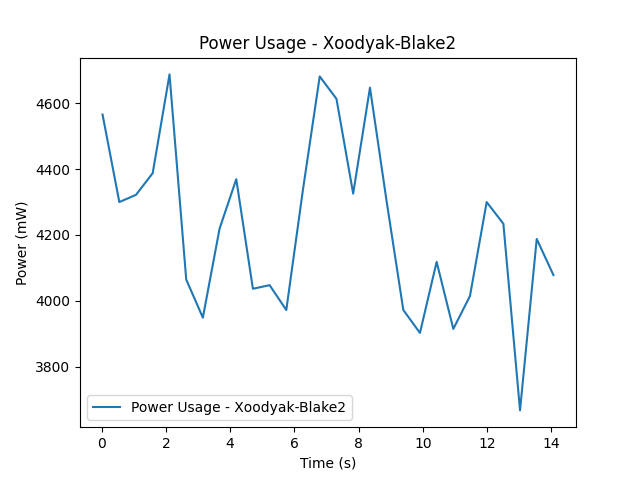 Power Usage - Xoodyak-Blake2
Power (mW)
4600
4400
4200
4000
3800
Power Usage - Xoodyak-Blake2
0 2 4 6 8 10 12 14
Time (s)